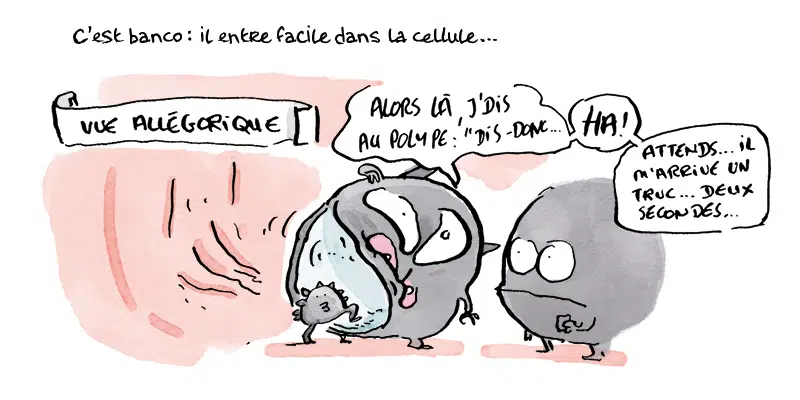 C'est banco : il entre facile dans la cellule...
VUE ALLÉGORIQUE
ALORS LÀ, J'DIS
AU POLYPE : "DIS-DONC...
HA!
ATTENDS... IL
M'ARRIVE UN
TRUC... DEUX
SECONDES...